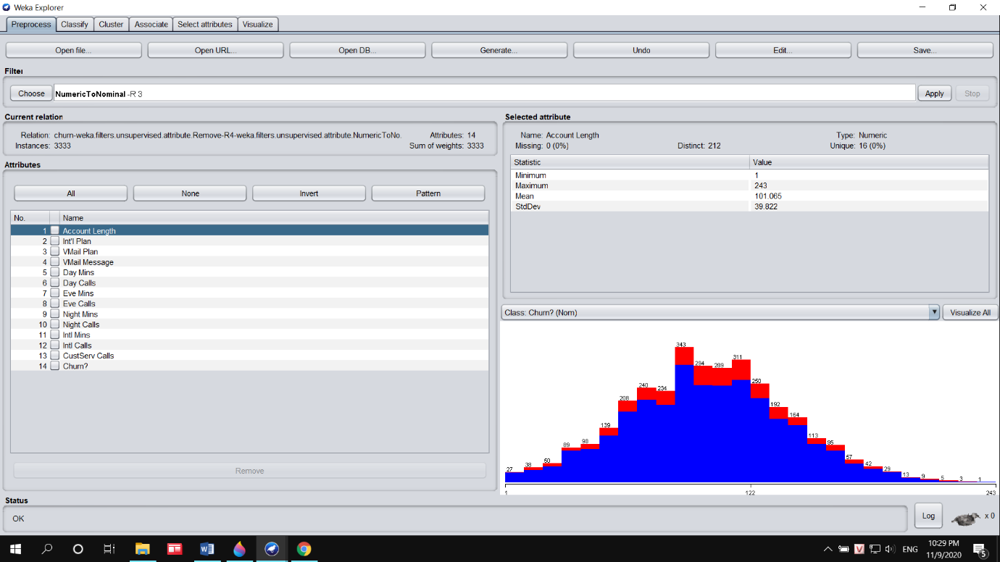 Weka Explorer
Preprocess Classify Cluster Associate Select attributes Visualize
Open file... Open URL... Open DB... Generate... Undo Edit... Save...
Filter
Choose NumericToNominal -R 3 Apply Stop
Current relation
Relation: churn-weka.filters.unsupervised.attribute.Remove-R4-weka.filters.unsupervised.attribute.NumericToNo. Attributes: 14
Instances: 3333 Sum of weights: 3333
Attributes
All None Invert Pattern
No. Name
1 Account Length
2 Int'l Plan
3 VMail Plan
4 VMail Message
5 Day Mins
6 Day Calls
7 Eve Mins
8 Eve Calls
9 Night Mins
10 Night Calls
11 Intl Mins
12 Intl Calls
13 CustServ Calls
14 Churn?
Remove
Selected attribute
Name: Account Length Type: Numeric
Missing: 0 (0%) Distinct: 212 Unique: 16 (0%)
Statistic Value
Minimum 1
Maximum 243
Mean 101.065
StdDev 39.822
Class: Churn? (Nom) Visualize All
27 38 50 89 98 139 208 240 234 343 294 289 311 250 192 164 113 95 57 42 29 13 9 5 3 1
1 122 243
Status
OK
Log x 0
V ENG 10:29 PM
11/9/2020 5